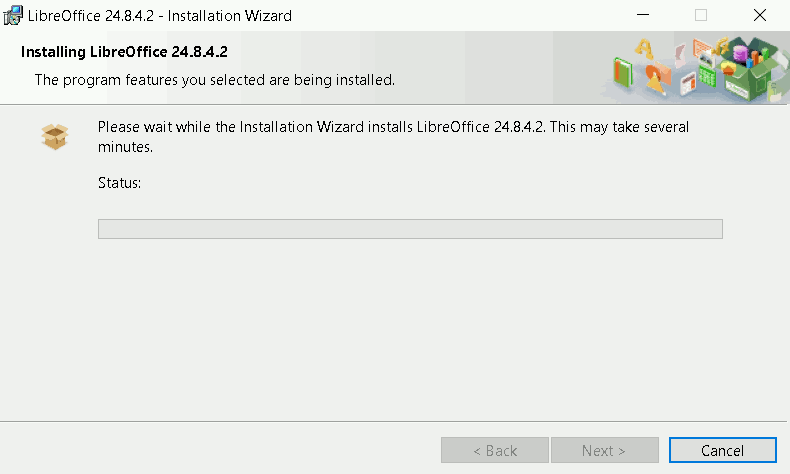 LibreOffice 24.8.4.2 - Installation Wizard
Installing LibreOffice 24.8.4.2
The program features you selected are being installed.
Please wait while the Installation Wizard installs LibreOffice 24.8.4.2. This may take several
minutes.
Status:
< Back
Next >
Cancel